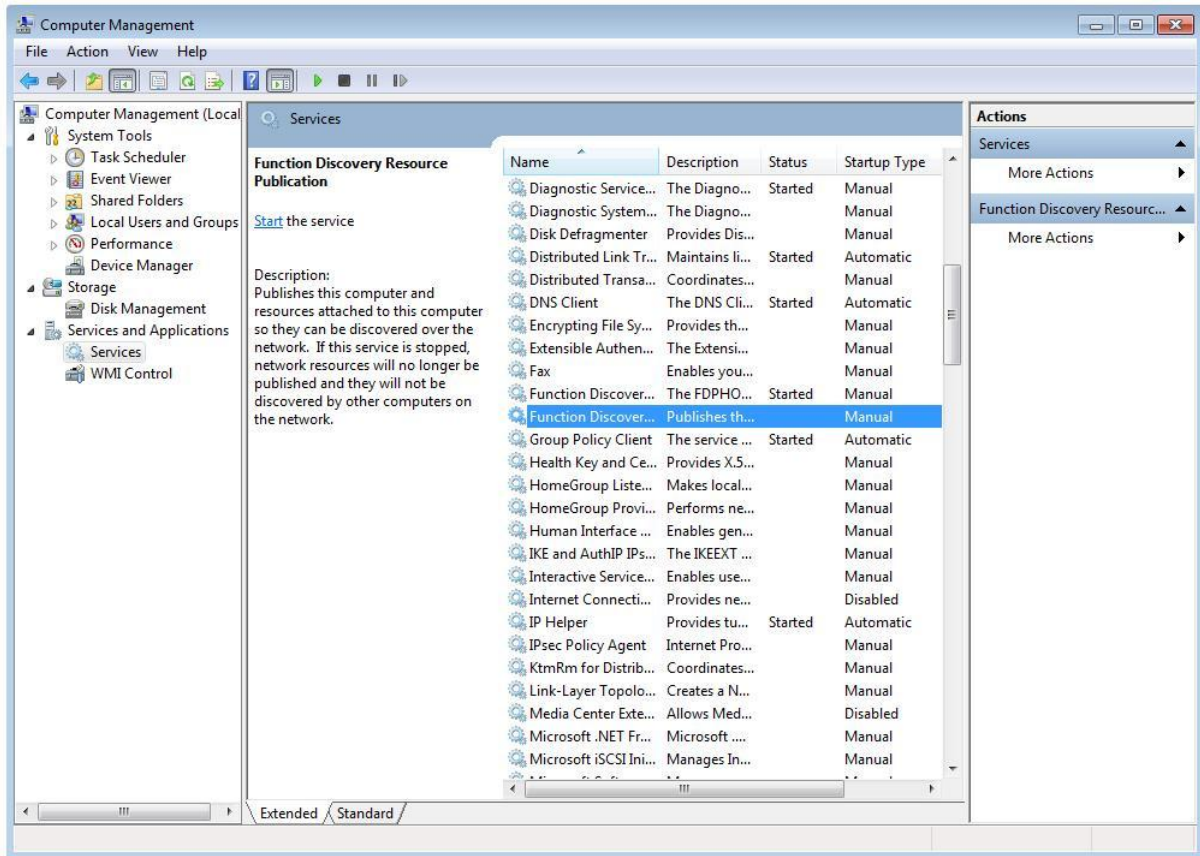 Computer Management
File Action View Help
Computer Management (Local
System Tools
Task Scheduler
Event Viewer
Shared Folders
Local Users and Groups
Performance
Device Manager
Storage
Disk Management
Services and Applications
Services
WMI Control
Services
Function Discovery Resource
Publication
Start the service
Description:
Publishes this computer and
resources attached to this computer
so they can be discovered over the
network. If this service is stopped,
network resources will no longer be
published and they will not be
discovered by other computers on
the network.
Name Description Status Startup Type
Diagnostic Service... The Diagno... Started Manual
Diagnostic System... The Diagno... Manual
Disk Defragmenter Provides Dis... Manual
Distributed Link Tr... Maintains li... Started Automatic
Distributed Transa... Coordinates... Manual
DNS Client The DNS Cli... Started Automatic
Encrypting File Sy... Provides th... Manual
Extensible Authen... The Extensi... Manual
Fax Enables you... Manual
Function Discover... The FDPHO... Started Manual
Function Discover... Publishes th... Manual
Group Policy Client The service ... Started Automatic
Health Key and Ce... Provides X.5... Manual
HomeGroup Liste... Makes local... Manual
HomeGroup Provi... Performs ne... Manual
Human Interface ... Enables gen... Manual
IKE and AuthIP IPs... The IKEEXT ... Manual
Interactive Service... Enables use... Manual
Internet Connecti... Provides ne... Disabled
IP Helper Provides tu... Started Automatic
IPsec Policy Agent Internet Pro... Manual
KtmRm for Distrib... Coordinates... Manual
Link-Layer Topolo... Creates a N... Manual
Media Center Exte... Allows Med... Disabled
Microsoft .NET Fr... Microsoft .... Manual
Microsoft iSCSI Ini... Manages In... Manual
Extended Standard
Actions
Services
More Actions
Function Discovery Resourc...
More Actions